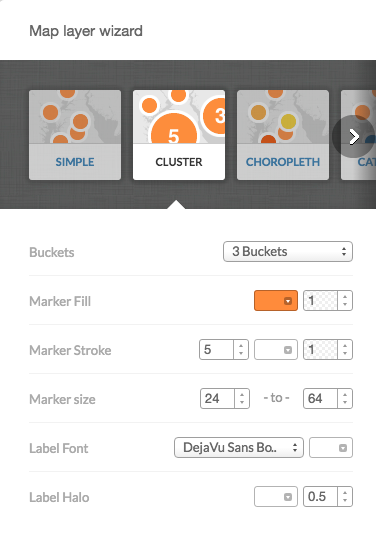 Map layer wizard
5 3
SIMPLE CLUSTER CHOROPLETH CAT
Buckets 3 Buckets
Marker Fill 1
Marker Stroke 5 1
Marker size 24 - to - 64
Label Font DejaVu Sans Bo..
Label Halo 0.5